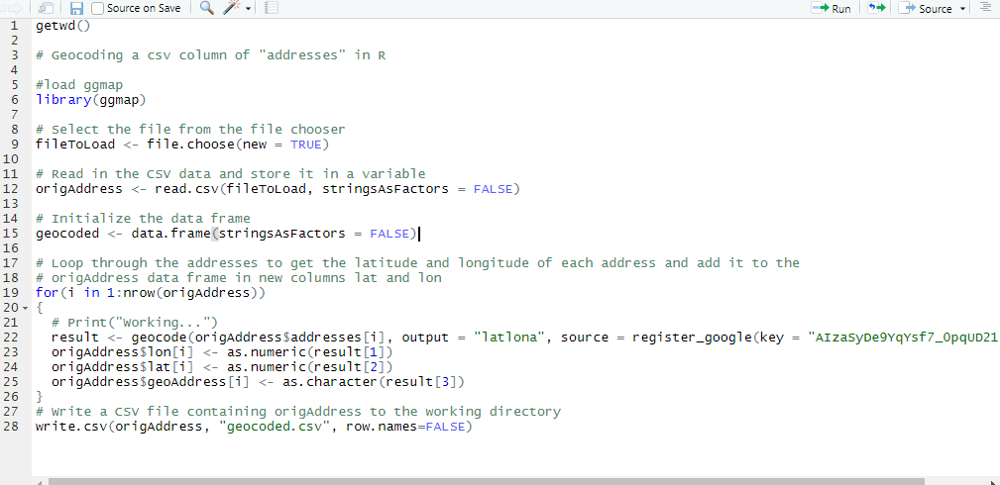 Source on Save Run Source
1 getwd()
2
3 # Geocoding a csv column of "addresses" in R
4
5 #load ggmap
6 library(ggmap)
7
8 # Select the file from the file chooser
9 fileToLoad <- file.choose(new = TRUE)
10
11 # Read in the CSV data and store it in a variable
12 origAddress <- read.csv(fileToLoad, stringsAsFactors = FALSE)
13
14 # Initialize the data frame
15 geocoded <- data.frame(stringsAsFactors = FALSE)
16
17 # Loop through the addresses to get the latitude and longitude of each address and add it to the
18 # origAddress data frame in new columns lat and lon
19 for(i in 1:nrow(origAddress))
20 {
21 # Print("Working...")
22 result <- geocode(origAddress$addresses[i], output = "latlona", source = register_google(key = "AIzaSyDe9YqYsf7_OpqUD21
23 origAddress$lon[i] <- as.numeric(result[1])
24 origAddress$lat[i] <- as.numeric(result[2])
25 origAddress$geoAddress[i] <- as.character(result[3])
26 }
27 # Write a CSV file containing origAddress to the working directory
28 write.csv(origAddress, "geocoded.csv", row.names=FALSE)